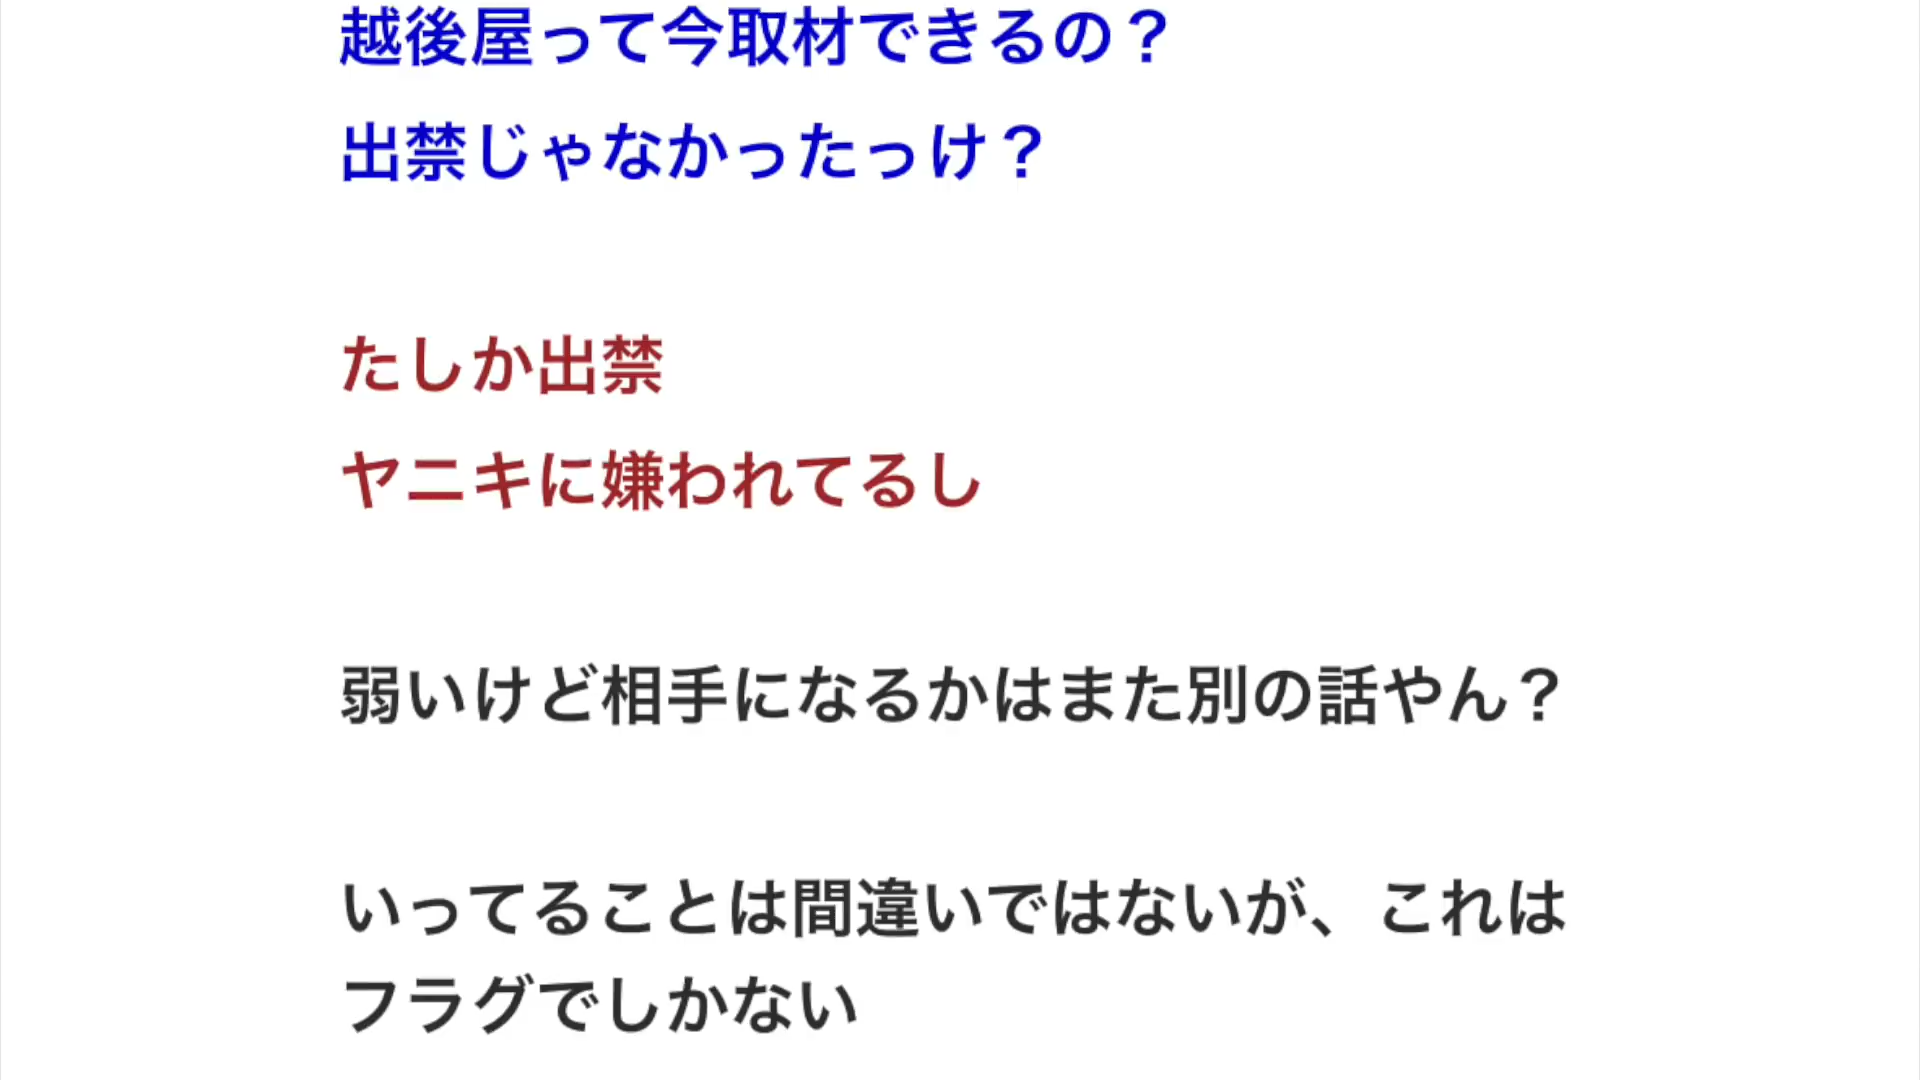 越後屋って今取材できるの？
出禁じゃなかったっけ？
たしか出禁
ヤニキに嫌われてるし
弱いけど相手になるかはまた別の話やん？
いってることは間違いではないが、これは
フラグでしかない